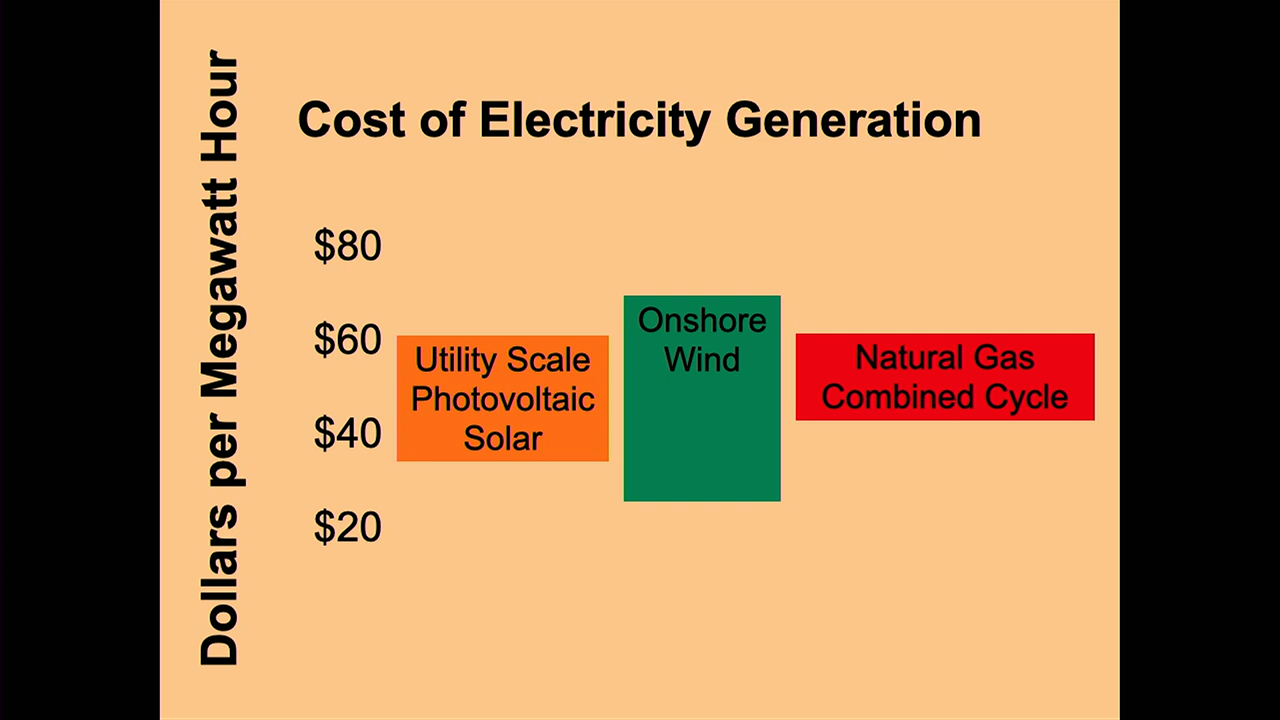 Dollars per Megawatt Hour
Cost of Electricity Generation
$80
$60
$40
$20
Utility Scale
Photovoltaic
Solar
Onshore
Wind
Natural Gas
Combined Cycle